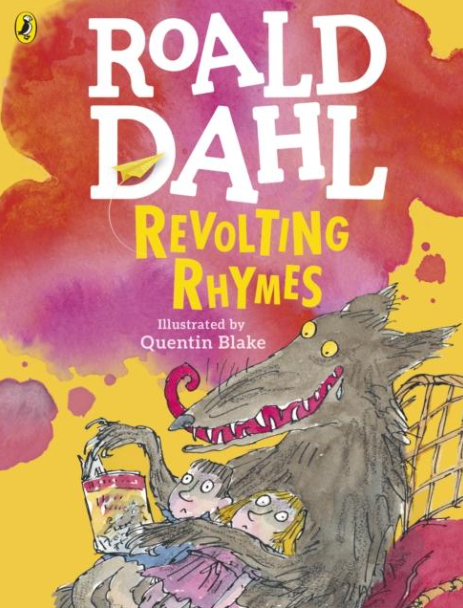 ROALD
DAHL
REVOLTING
RHYMES
Illustrated by
Quentin Blake